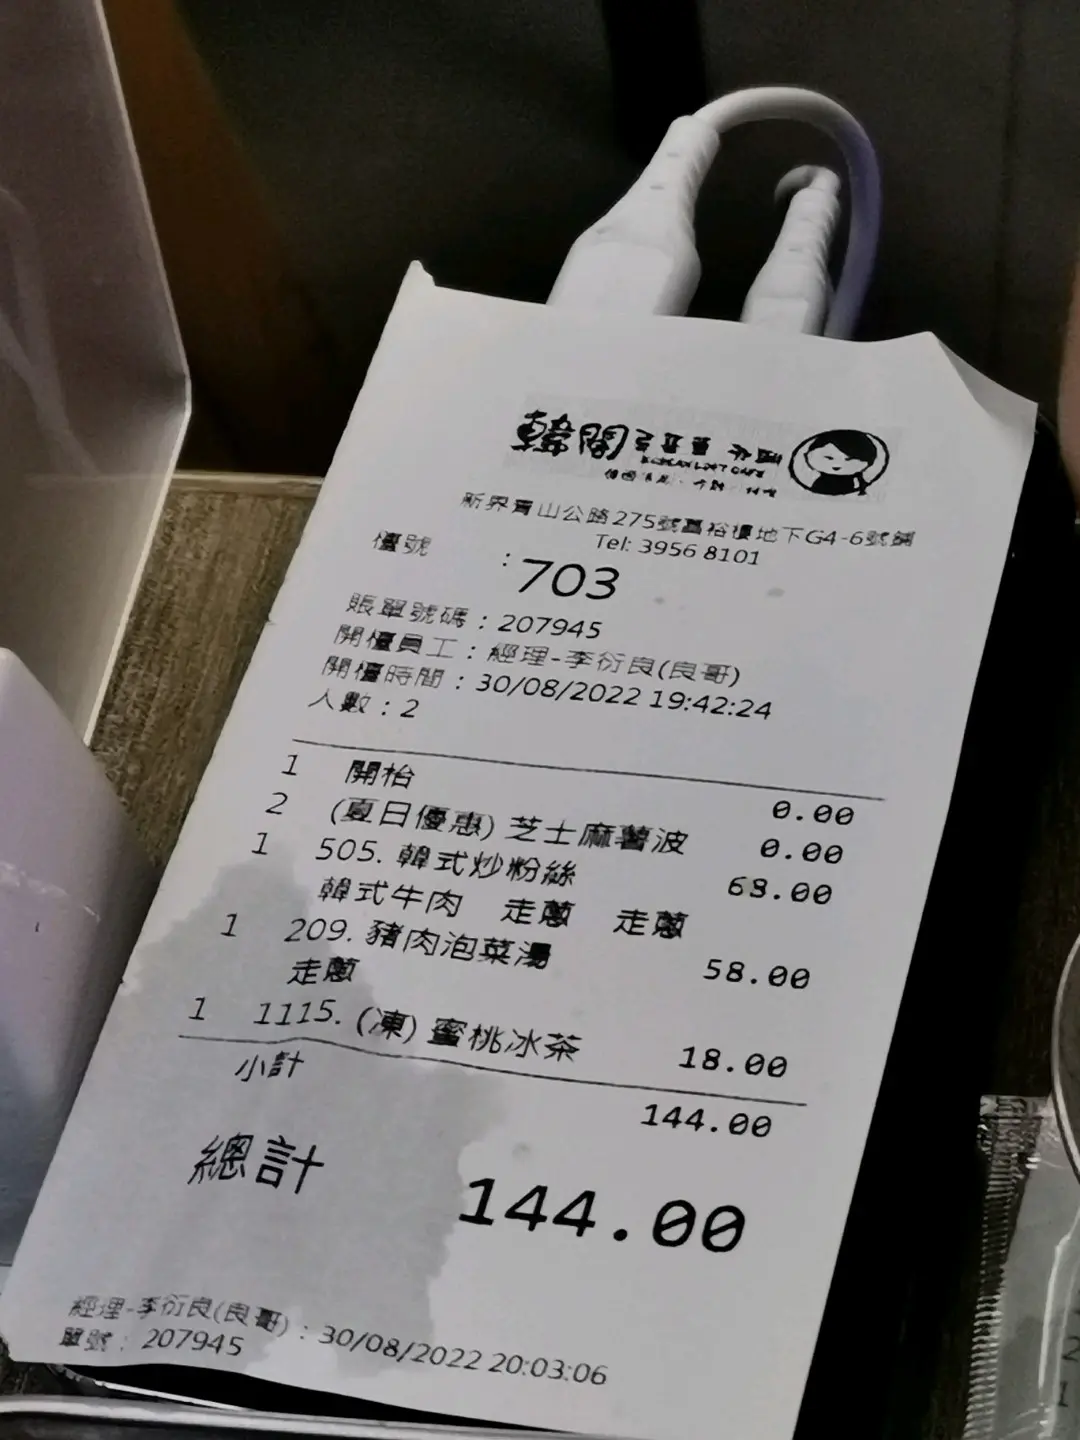 韓閣
KOREAN LOFT CAFE
新界青山公路275號昌裕樓地下G4-6號舖
Tel: 3956 8101
檯號 : 703
賬單號碼 : 207945
開檯員工 : 經理-李衍良(良哥)
開檯時間 : 30/08/2022 19:42:24
人數 : 2
1 開枱 0.00
2 (夏日優惠) 芝士麻薯波 0.00
1 505. 韓式炒粉絲 68.00
韓式牛肉 走蔥 走蔥
1 209. 豬肉泡菜湯 58.00
走蔥
1 1115. (凍) 蜜桃冰茶 18.00
小計 144.00
總計 144.00
經理-李衍良(良哥) : 30/08/2022 20:03:06
單號 : 207945